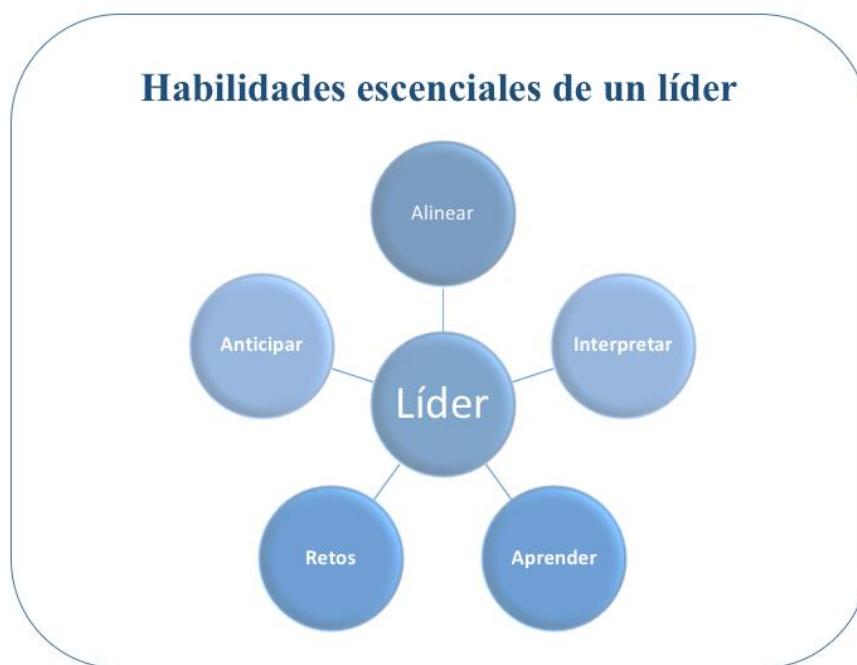 Habilidades escenciales de un líder
Alinear
Anticipar
Interpretar
Líder
Retos
Aprender